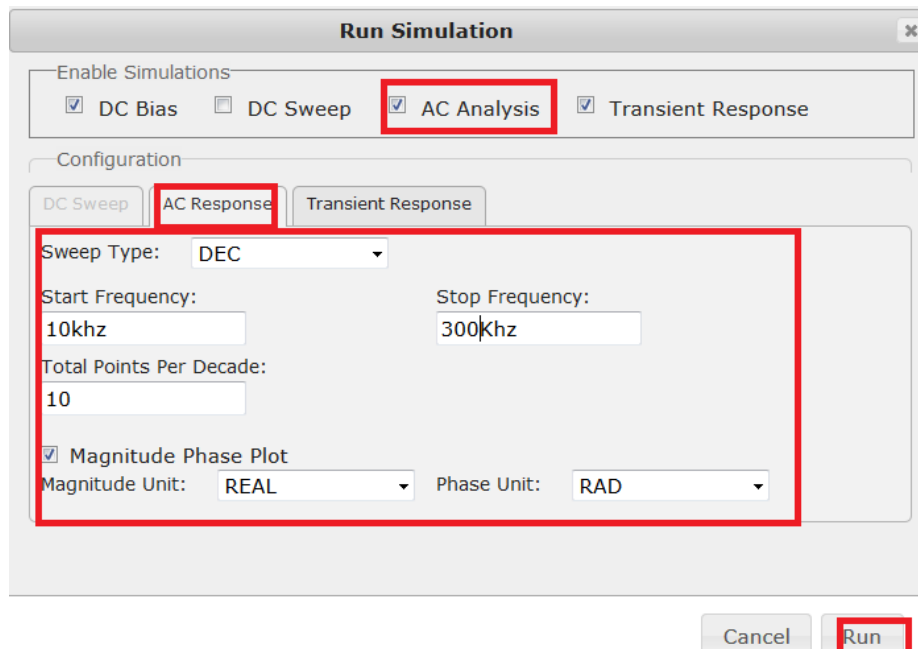 Run Simulation
Enable Simulations
DC Bias DC Sweep AC Analysis Transient Response
Configuration
DC Sweep AC Response Transient Response
Sweep Type: DEC
Start Frequency: Stop Frequency:
10khz 300Khz
Total Points Per Decade:
10
Magnitude Phase Plot
Magnitude Unit: REAL Phase Unit: RAD
Cancel Run